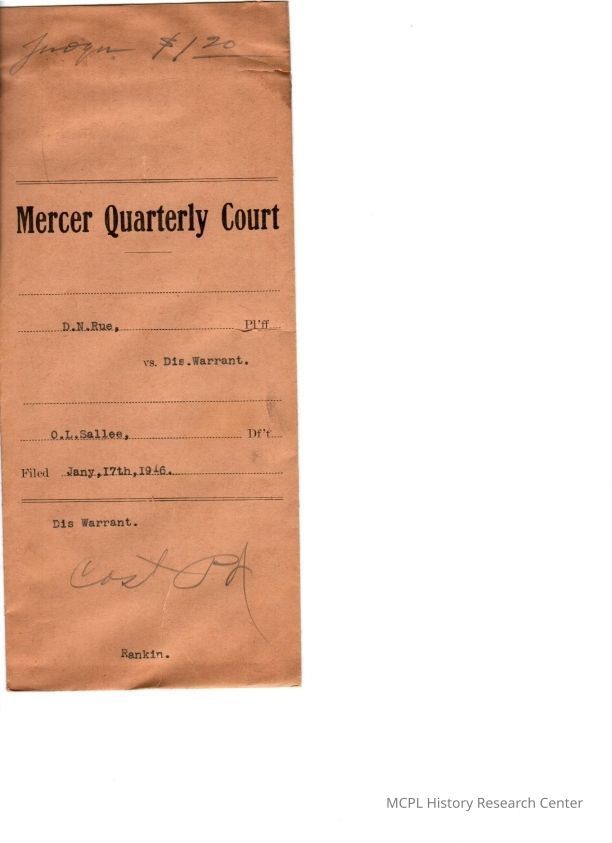 $1 20
Mercer Quarterly Court
D.N.Rue, Pl'ff
vs. Dis.Warrant.
O.L.Sallee, Df't
Filed Jany,17th,1946.
Dis Warrant.
Cost Pd
Rankin.
MCPL History Research Center